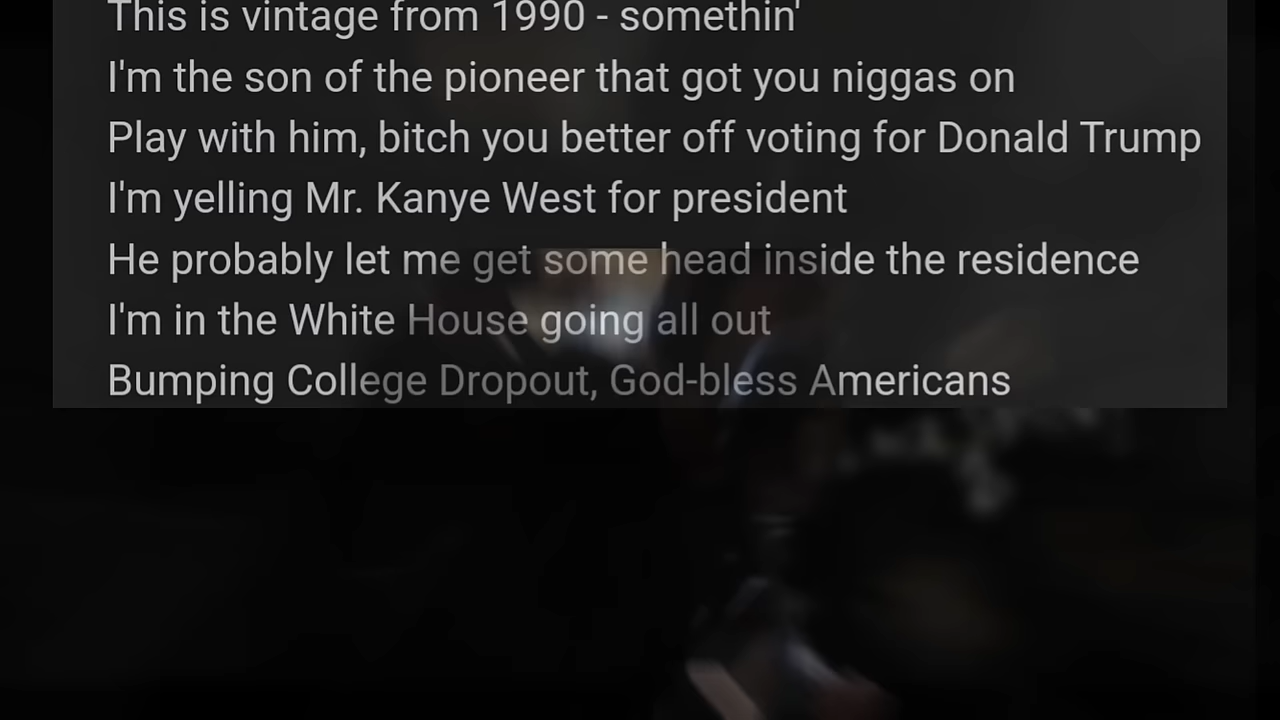 This is vintage from 1990 - somethin'
I'm the son of the pioneer that got you niggas on
Play with him, bitch you better off voting for Donald Trump
I'm yelling Mr. Kanye West for president
He probably let me get some head inside the residence
I'm in the White House going all out
Bumping College Dropout, God-bless Americans